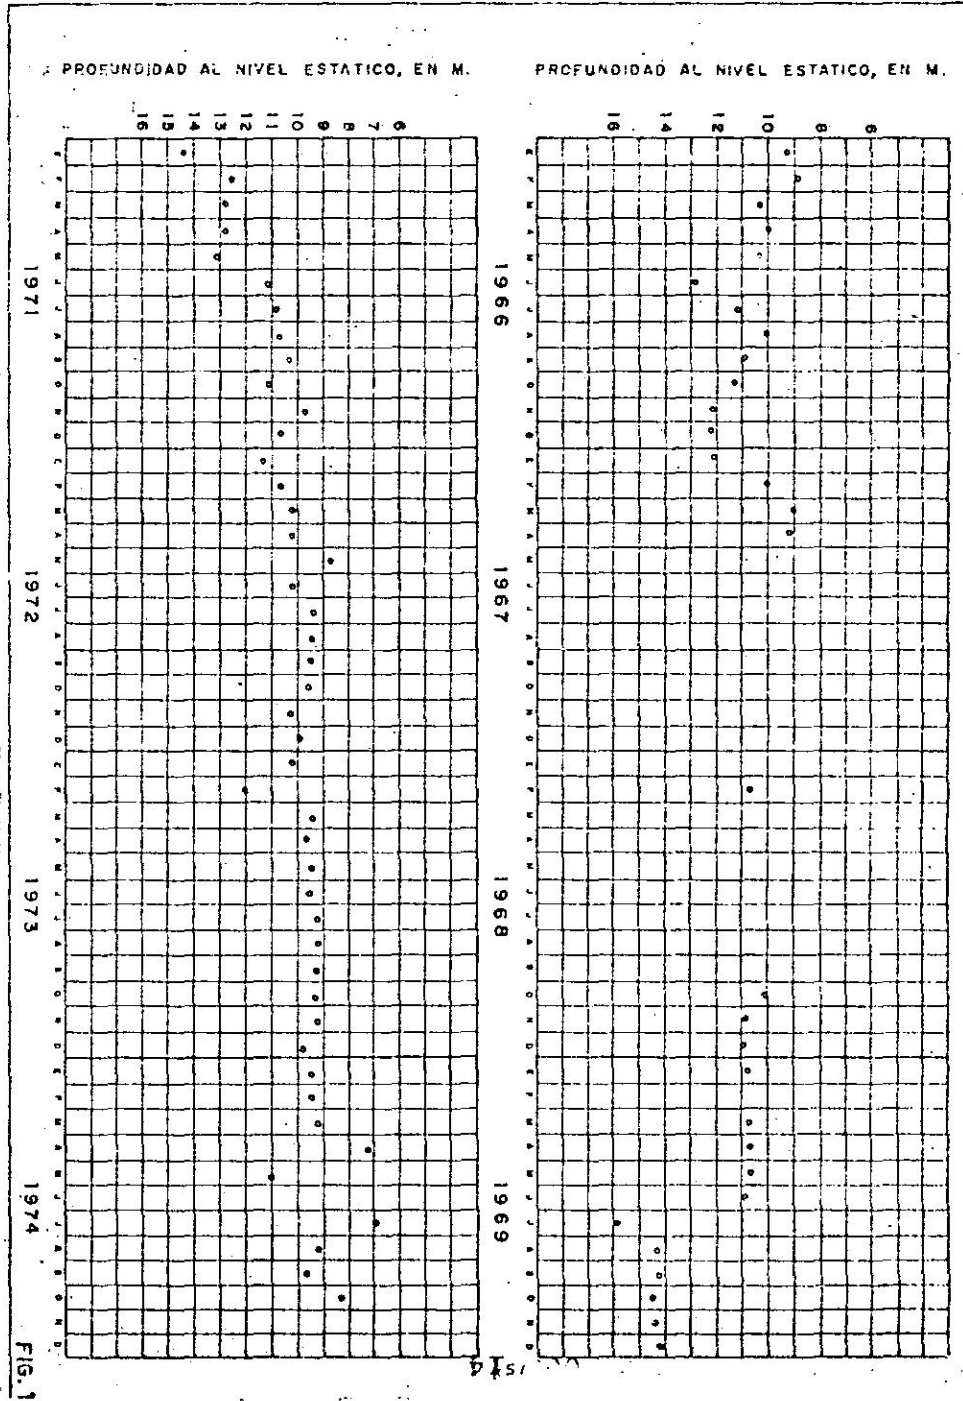 PROFUNDIDAD AL NIVEL ESTATICO, EN M.
6
8
10
12
14
16
E F M A M J J A S O N D E F M A M J J A S O N D E F M A M J J A S O N D E F M A M J J A S O N D
1966 1967 1968 1969
PROFUNDIDAD AL NIVEL ESTATICO, EN M.
6
7
8
9
10
11
12
13
14
15
16
E F M A M J J A S O N D E F M A M J J A S O N D E F M A M J J A S O N D E F M A M J J A S O N D
1971 1972 1973 1974
FIG. 1